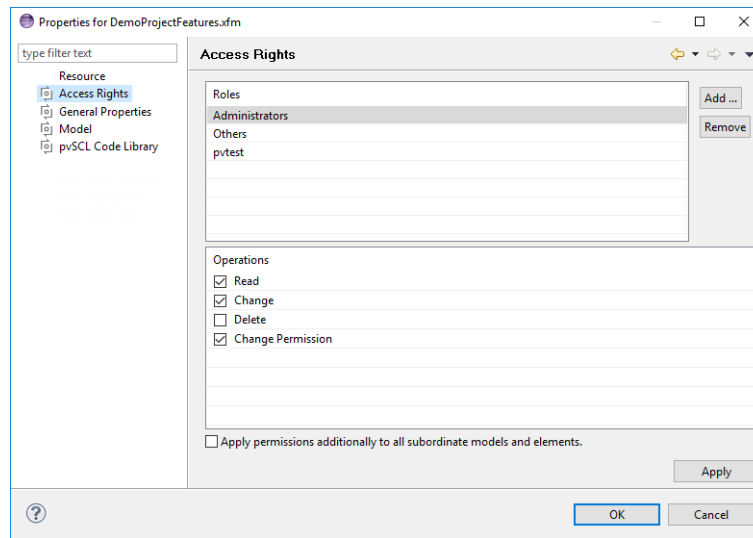 Properties for DemoProjectFeatures.xfm
type filter text
Resource
Access Rights
General Properties
Model
pvSCL Code Library
Access Rights
Roles
Administrators
Others
pvtest
Add ...
Remove
Operations
Read
Change
Delete
Change Permission
Apply permissions additionally to all subordinate models and elements.
Apply
OK
Cancel